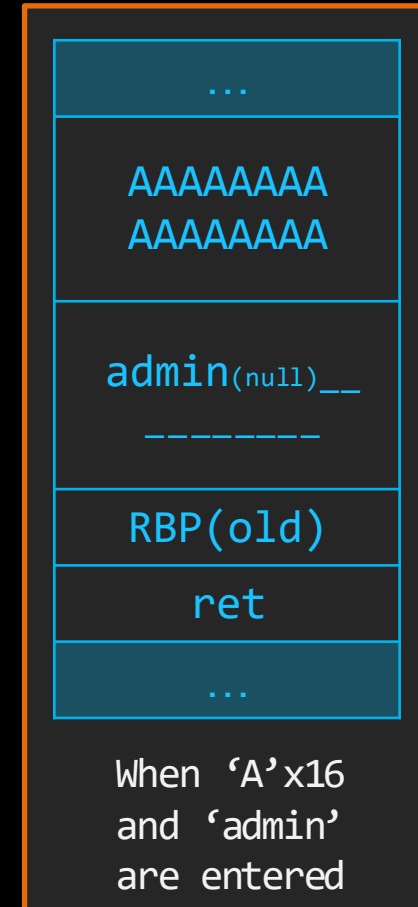 ...
AAAAAAAA
AAAAAAAA
admin(null)__
________
RBP(old)
ret
...
When ‘A’x16
and ‘admin’
are entered